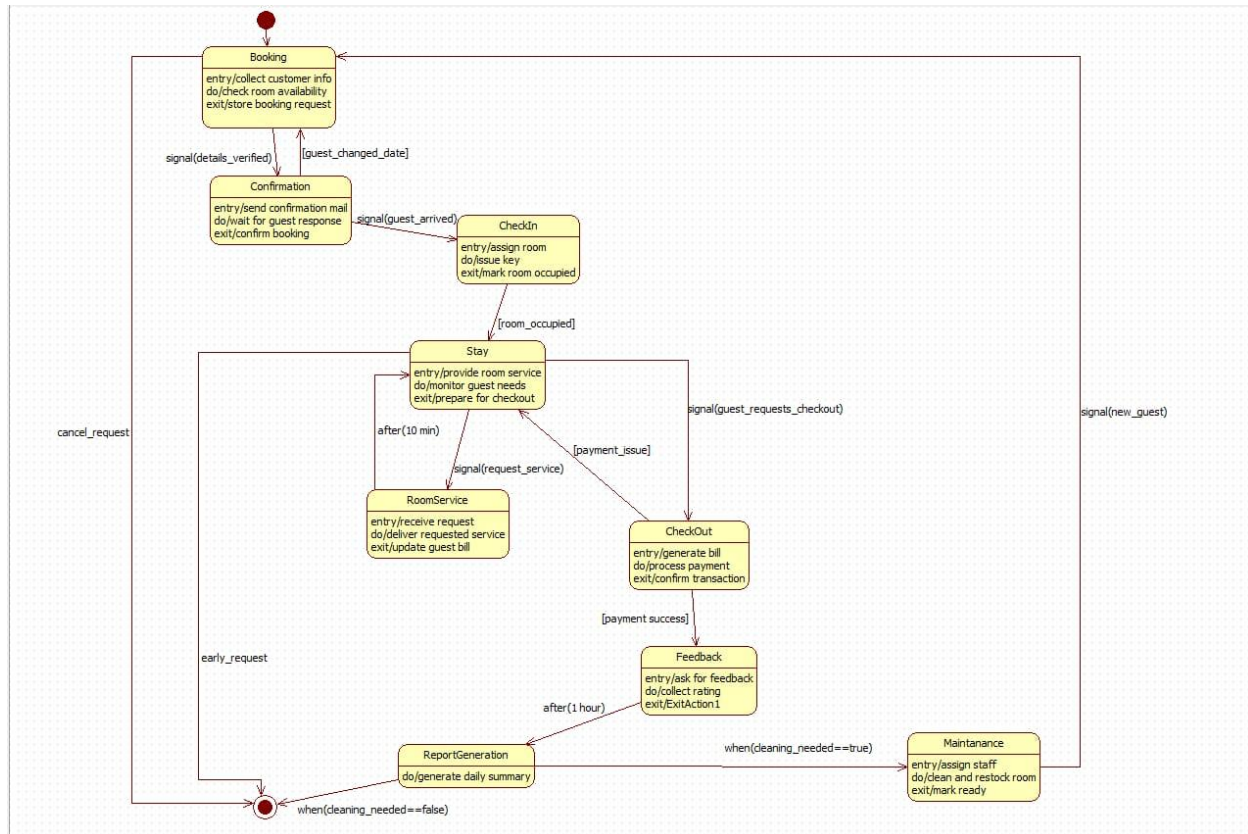 Booking
entry/collect customer info
do/check room availability
exit/store booking request
signal(details_verified)
[guest_changed_date]
Confirmation
entry/send confirmation mail
do/wait for guest response
exit/confirm booking
signal(guest_arrived)
CheckIn
entry/assign room
do/issue key
exit/mark room occupied
[room_occupied]
Stay
entry/provide room service
do/monitor guest needs
exit/prepare for checkout
signal(guest_requests_checkout)
signal(new_guest)
cancel_request
after(10 min)
[payment_issue]
signal(request_service)
RoomService
entry/receive request
do/deliver requested service
exit/update guest bill
CheckOut
entry/generate bill
do/process payment
exit/confirm transaction
[payment success]
early_request
Feedback
entry/ask for feedback
do/collect rating
exit/ExitAction1
after(1 hour)
ReportGeneration
do/generate daily summary
when(cleaning_needed==true)
Maintanance
entry/assign staff
do/clean and restock room
exit/mark ready
when(cleaning_needed==false)